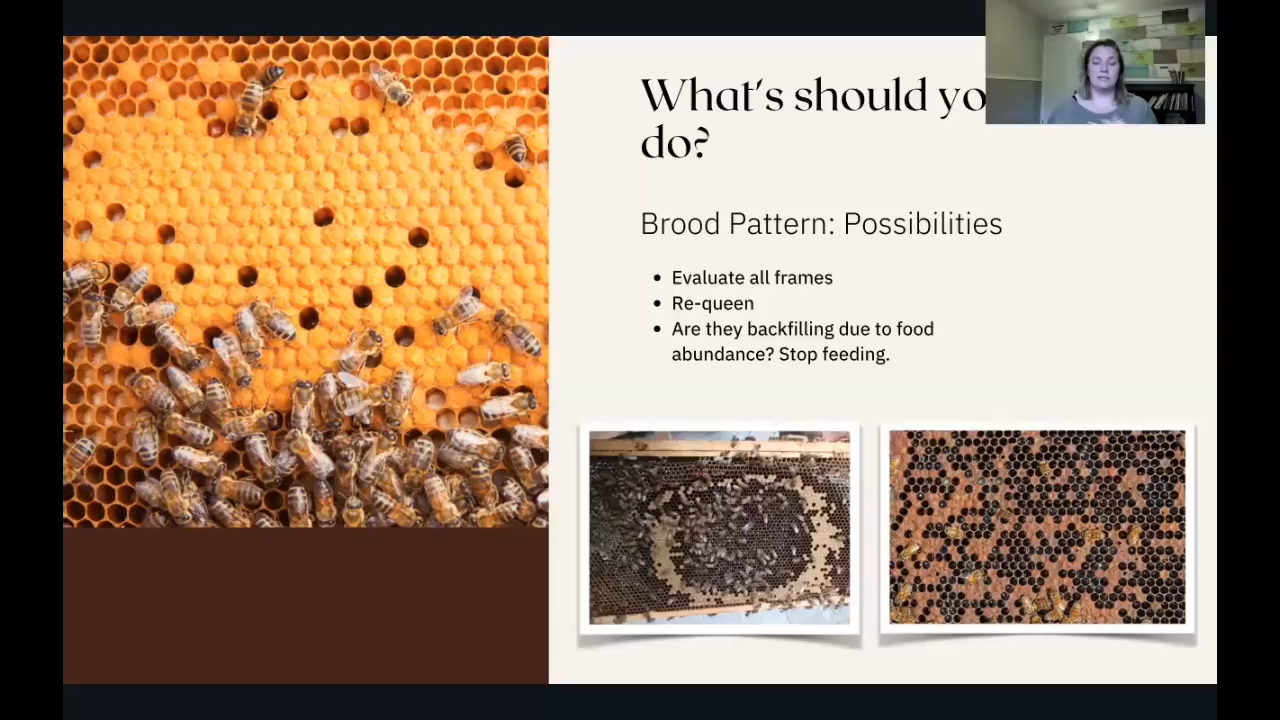 What's should yo
do?
Brood Pattern: Possibilities
• Evaluate all frames
• Re-queen
• Are they backfilling due to food
abundance? Stop feeding.